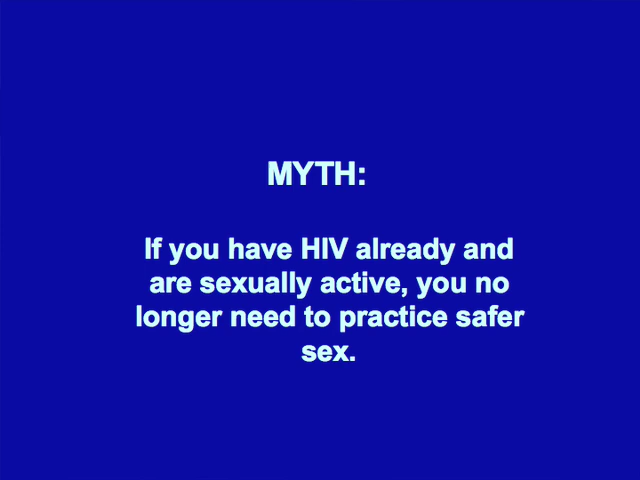 MYTH:
If you have HIV already and
are sexually active, you no
longer need to practice safer
sex.